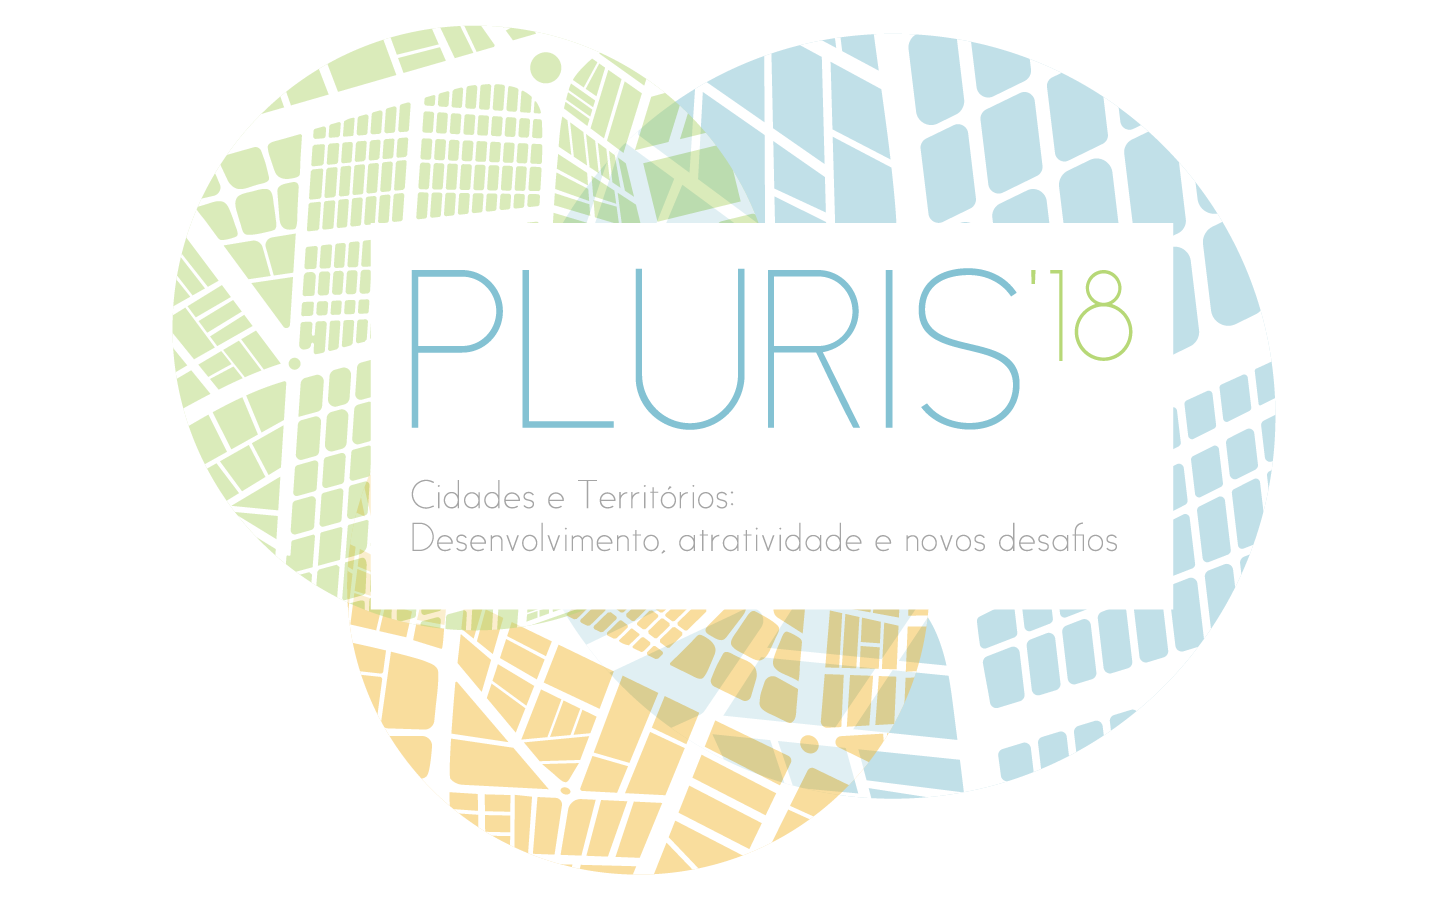 PLURIS'18
Cidades e Territórios:
Desenvolvimento, atratividade e novos desafios